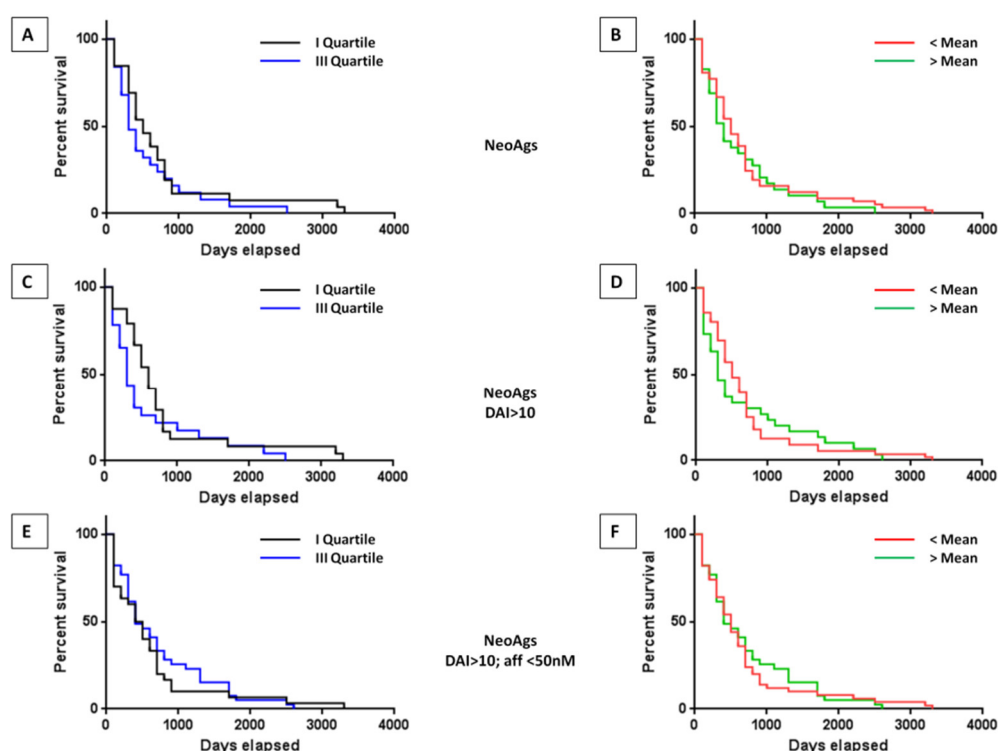 A
Percent survival
100
50
0
0 1000 2000 3000 4000
Days elapsed
I Quartile
III Quartile
NeoAgs
B
Percent survival
100
50
0
0 1000 2000 3000 4000
Days elapsed
< Mean
> Mean
C
Percent survival
100
50
0
0 1000 2000 3000 4000
Days elapsed
I Quartile
III Quartile
NeoAgs
DAI>10
D
Percent survival
100
50
0
0 1000 2000 3000 4000
Days elapsed
< Mean
> Mean
E
Percent survival
100
50
0
0 1000 2000 3000 4000
Days elapsed
I Quartile
III Quartile
NeoAgs
DAI>10; aff <50nM
F
Percent survival
100
50
0
0 1000 2000 3000 4000
Days elapsed
< Mean
> Mean